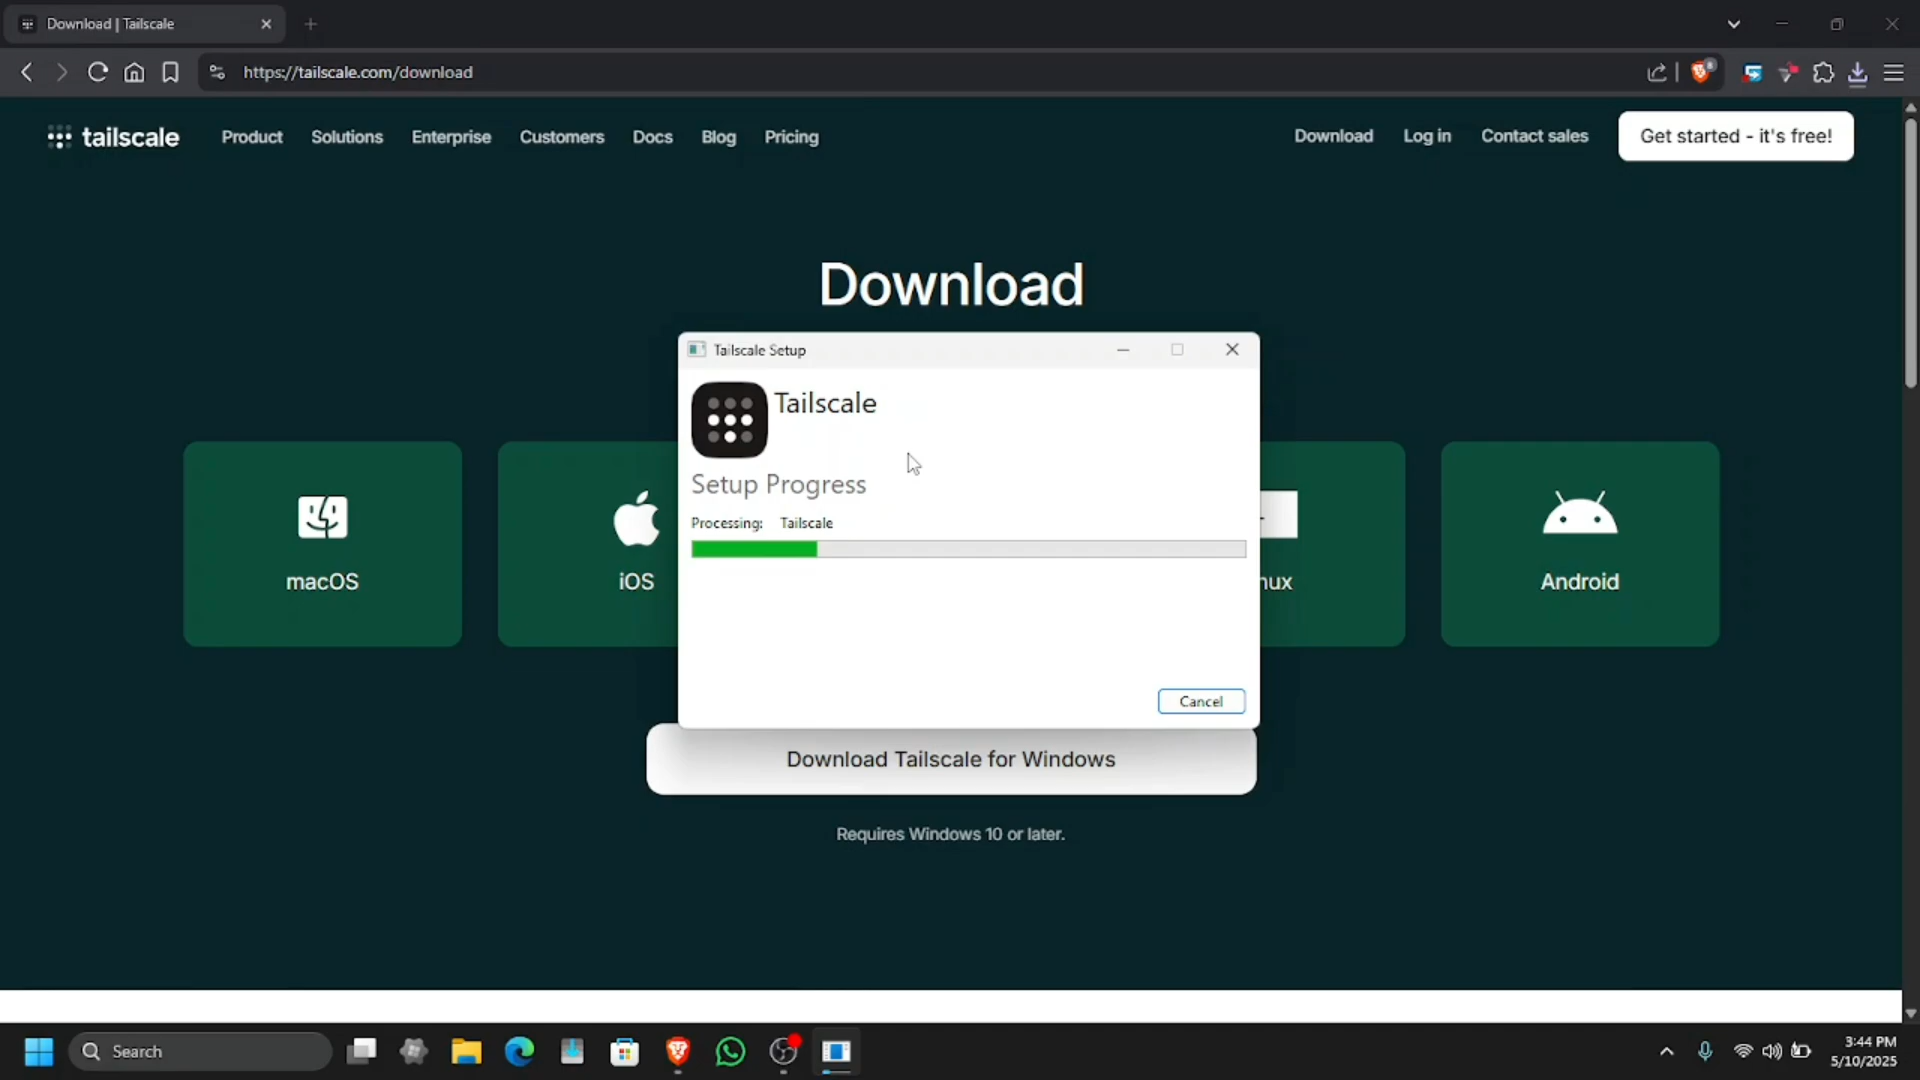 Download | Tailscale
https://tailscale.com/download
8
tailscale
Product
Solutions
Enterprise
Customers
Docs
Blog
Pricing
Download
Log in
Contact sales
Get started - it's free!
Download
Tailscale Setup
Tailscale
Setup Progress
Processing: Tailscale
Cancel
macOS
iOS
nux
Android
Download Tailscale for Windows
Requires Windows 10 or later.
Search
3:44 PM
5/10/2025